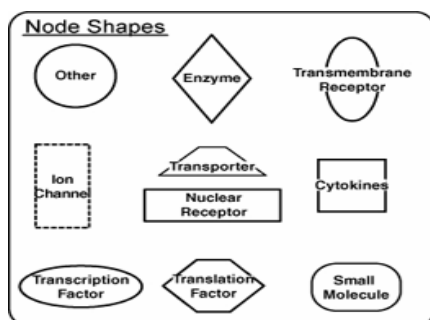 Node Shapes
Other
Enzyme
Transmembrane
Receptor
Ion
Channel
Transporter
Nuclear
Receptor
Cytokines
Transcription
Factor
Translation
Factor
Small
Molecule